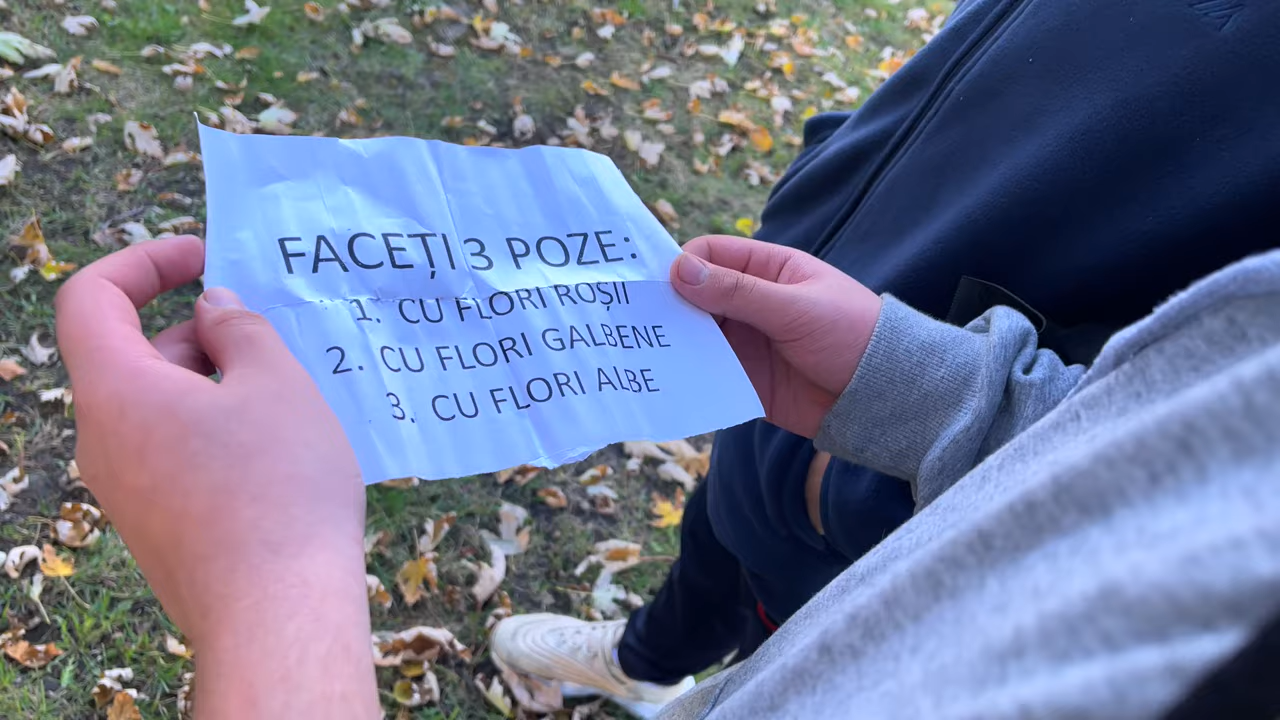 FACEȚI 3 POZE:
1. CU FLORI ROȘII
2. CU FLORI GALBENE
3. CU FLORI ALBE